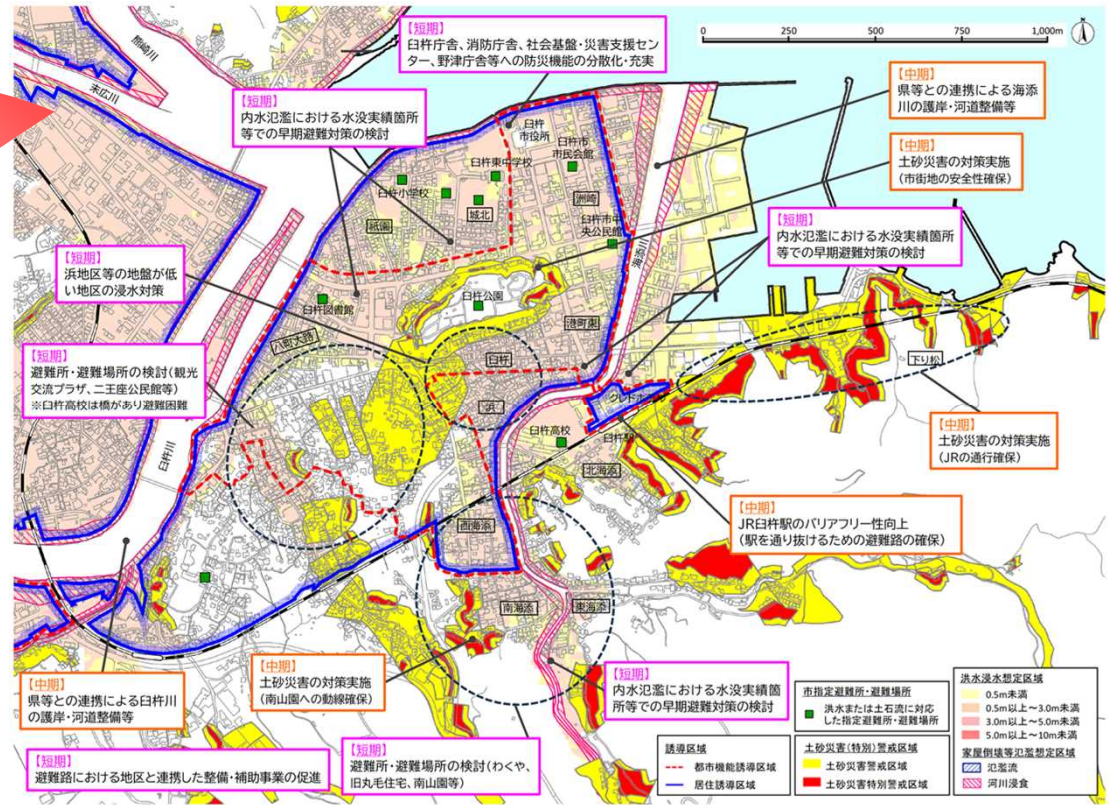 【短期】
臼杵庁舎、消防庁舎、社会基盤・災害支援セン
ター、野津庁舎等への防災機能の分散化・充実
0 250 500 750 1,000m
熊崎川
末広川
【短期】
内水氾濫における水没実績箇所
等での早期避難対策の検討
【中期】
県等との連携による海添
川の護岸・河道整備等
【中期】
土砂災害の対策実施
(市街地の安全性確保)
【短期】
内水氾濫における水没実績箇所
等での早期避難対策の検討
臼杵
市役所
臼杵市
市民会館
臼杵東中学校
臼杵小学校
城北
洲崎
祇園
臼杵市中
央公民館
海添川
【短期】
浜地区等の地盤が低
い地区の浸水対策
臼杵公園
臼杵図書館
港町東
八町大路
臼杵
浜
下り松
【短期】
避難所・避難場所の検討(観光
交流プラザ、二王座公民館等)
※臼杵高校は橋があり避難困難
臼杵川
臼杵高校
臼杵駅
北海添
【中期】
土砂災害の対策実施
(JRの通行確保)
【中期】
JR臼杵駅のバリアフリー性向上
(駅を通り抜けるための避難路の確保)
西海添
南海添
東海添
【中期】
県等との連携による臼杵川
の護岸・河道整備等
【中期】
土砂災害の対策実施
(南山園への動線確保)
【短期】
内水氾濫における水没実績箇
所等での早期避難対策の検討
【短期】
避難路における地区と連携した整備・補助事業の促進
【短期】
避難所・避難場所の検討(わくや、
旧丸毛住宅、南山園等)
誘導区域
都市機能誘導区域
居住誘導区域
市指定避難所・避難場所
洪水または土石流に対応
した指定避難所・避難場所
土砂災害(特別)警戒区域
土砂災害警戒区域
土砂災害特別警戒区域
洪水浸水想定区域
0.5m未満
0.5m以上～3.0m未満
3.0m以上～5.0m未満
5.0m以上～10m未満
家屋倒壊等氾濫想定区域
氾濫流
河川浸食